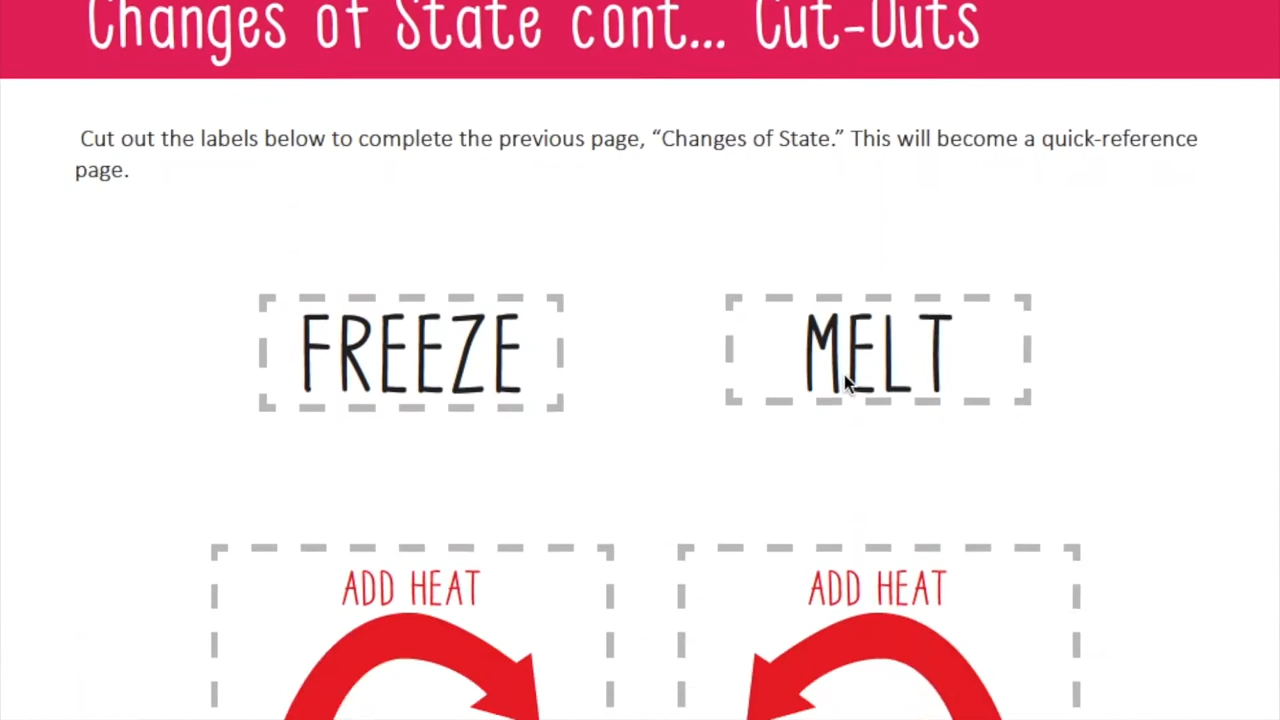 Changes of State cont... Cut-Outs
Cut out the labels below to complete the previous page, “Changes of State.” This will become a quick-reference
page.
FREEZE
MELT
ADD HEAT
ADD HEAT